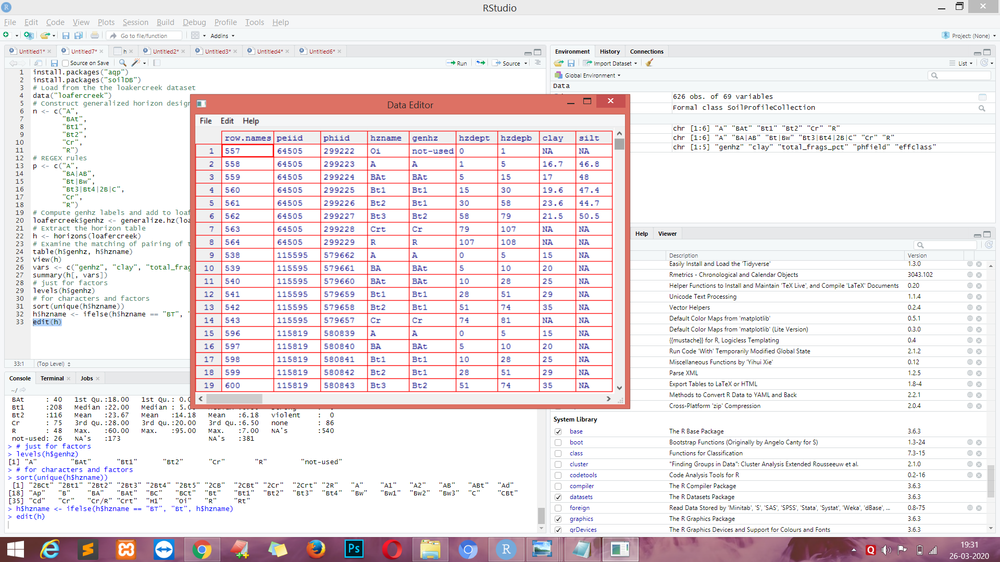 RStudio
File Edit Code View Plots Session Build Debug Profile Tools Help
Go to file/function Addins Project: (None)
Untitled1* Untitled7* h Untitled2* Untitled3* Untitled4* Untitled6*
Source on Save Run Source
1 install.packages("aqp")
2 install.packages("soilDB")
3 # Load from the the loakercreek dataset
4 data("loafercreek")
5 # Construct generalized horizon desig
6 n <- c("A",
7 "BAt",
8 "Bt1",
9 "Bt2",
10 "Cr",
11 "R")
12 # REGEX rules
13 p <- c("A",
14 "BA|AB",
15 "Bt|Bw",
16 "Bt3|Bt4|2B|C",
17 "Cr",
18 "R")
19 # Compute genhz labels and add to loaf
20 loafercreek$genhz <- generalize.hz(loa
21 # Extract the horizon table
22 h <- horizons(loafercreek)
23 # Examine the matching of pairing of t
24 table(h$genhz, h$hzname)
25 View(h)
26 vars <- c("genhz", "clay", "total_frag
27 summary(h[, vars])
28 # just for factors
29 levels(h$genhz)
30 # for characters and factors
31 sort(unique(h$hzname))
32 h$hzname <- ifelse(h$hzname == "BT", "
33 edit(h)
33:1 (Top Level)
Data Editor
File Edit Help
row.names peiid phiid hzname genhz hzdept hzdepb clay silt
1 557 64505 299222 Oi not-used 0 1 NA NA
2 558 64505 299223 A A 1 5 16.7 46.8
3 559 64505 299224 BAt BAt 5 15 17 48
4 560 64505 299225 Bt1 Bt1 15 30 19.6 47.4
5 561 64505 299226 Bt2 Bt1 30 58 23.6 44.7
6 562 64505 299227 Bt3 Bt2 58 79 21.5 50.5
7 563 64505 299228 Crt Cr 79 107 NA NA
8 564 64505 299229 R R 107 108 NA NA
9 538 115595 579662 A A 0 5 15 NA
10 539 115595 579661 BA BAt 5 10 20 NA
11 540 115595 579660 BAt BAt 10 28 25 NA
12 541 115595 579659 Bt1 Bt1 28 51 29 NA
13 542 115595 579658 Bt2 Bt1 51 74 35 NA
14 543 115595 579657 Cr Cr 74 81 NA NA
15 596 115819 580839 A A 0 5 15 NA
16 597 115819 580840 BA BAt 5 10 20 NA
17 598 115819 580841 Bt1 Bt1 10 28 25 NA
18 599 115819 580842 Bt2 Bt1 28 51 29 NA
19 600 115819 580843 Bt3 Bt2 51 74 35 NA
Console Terminal Jobs
~/
BAt : 40 1st Qu.:18.00 1st Qu.: 0.0
Bt1 :208 Median :22.00 Median : 5.0
Bt2 :116 Mean :23.67 Mean :14.18 Mean :6.18 violent : 0
Cr : 75 3rd Qu.:28.00 3rd Qu.:20.00 3rd Qu.:6.50 none : 86
R : 48 Max. :60.00 Max. :95.00 Max. :7.00 NA's :540
not-used: 26 NA's :173 NA's :381
> # just for factors
> levels(h$genhz)
[1] "A" "BAt" "Bt1" "Bt2" "Cr" "R" "not-used"
> # for characters and factors
> sort(unique(h$hzname))
[1] "2BCt" "2Bt1" "2Bt2" "2Bt3" "2Bt4" "2Bt5" "2CB" "2CBt" "2Cr" "2Crt" "2R" "A" "A1" "A2" "AB" "ABt" "Ad"
[18] "Ap" "B" "BA" "BAt" "BC" "BCt" "Bt" "Bt1" "Bt2" "Bt3" "Bt4" "Bw" "Bw1" "Bw2" "Bw3" "C" "CBt"
[35] "Cd" "Cr" "Cr/R" "Crt" "H1" "Oi" "R" "Rt"
> h$hzname <- ifelse(h$hzname == "BT", "Bt", h$hzname)
> edit(h)
Environment History Connections
Import Dataset List
Global Environment
Data
626 obs. of 69 variables
Formal class SoilProfileCollection
chr [1:6] "A" "BAt" "Bt1" "Bt2" "Cr" "R"
chr [1:6] "A" "BA|AB" "Bt|Bw" "Bt3|Bt4|2B|C" "Cr" "R"
chr [1:5] "genhz" "clay" "total_frags_pct" "phfield" "effclass"
Help Viewer
Description Version
Easily Install and Load the 'Tidyverse' 1.3.0
Rmetrics - Chronological and Calendar Objects 3043.102
Helper Functions to Install and Maintain 'TeX Live', and Compile 'LaTeX' Documents 0.20
Unicode Text Processing 1.1.4
Vector Helpers 0.2.4
Default Color Maps from 'matplotlib' 0.5.1
Default Color Maps from 'matplotlib' (Lite Version) 0.3.0
{{mustache}} for R, Logicless Templating 0.4
Run Code 'With' Temporarily Modified Global State 2.1.2
Miscellaneous Functions by 'Yihui Xie' 0.12
Parse XML 1.2.5
Export Tables to LaTeX or HTML 1.8-4
Methods to Convert R Data to YAML and Back 2.2.1
Cross-Platform 'zip' Compression 2.0.4
System Library
base The R Base Package 3.6.3
boot Bootstrap Functions (Originally by Angelo Canty for S) 1.3-24
class Functions for Classification 7.3-15
cluster "Finding Groups in Data": Cluster Analysis Extended Rousseeuw et al. 2.1.0
codetools Code Analysis Tools for R 0.2-16
compiler The R Compiler Package 3.6.3
datasets The R Datasets Package 3.6.3
foreign Read Data Stored by 'Minitab', 'S', 'SAS', 'SPSS', 'Stata', 'Systat', 'Weka', 'dBase', ... 0.8-75
graphics The R Graphics Package 3.6.3
grDevices The R Graphics Devices and Support for Colours and Fonts 3.6.3
Ps R Q
19:31
26-03-2020